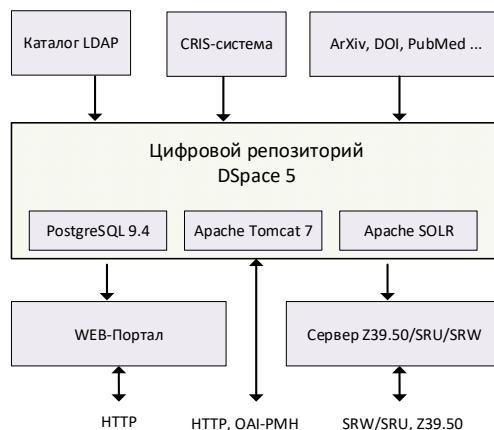 Каталог LDAP
CRIS-система
ArXiv, DOI, PubMed ...
Цифровой репозиторий
DSpace 5
PostgreSQL 9.4
Apache Tomcat 7
Apache SOLR
WEB-Портал
Сервер Z39.50/SRU/SRW
HTTP
HTTP, OAI-PMH
SRW/SRU, Z39.50